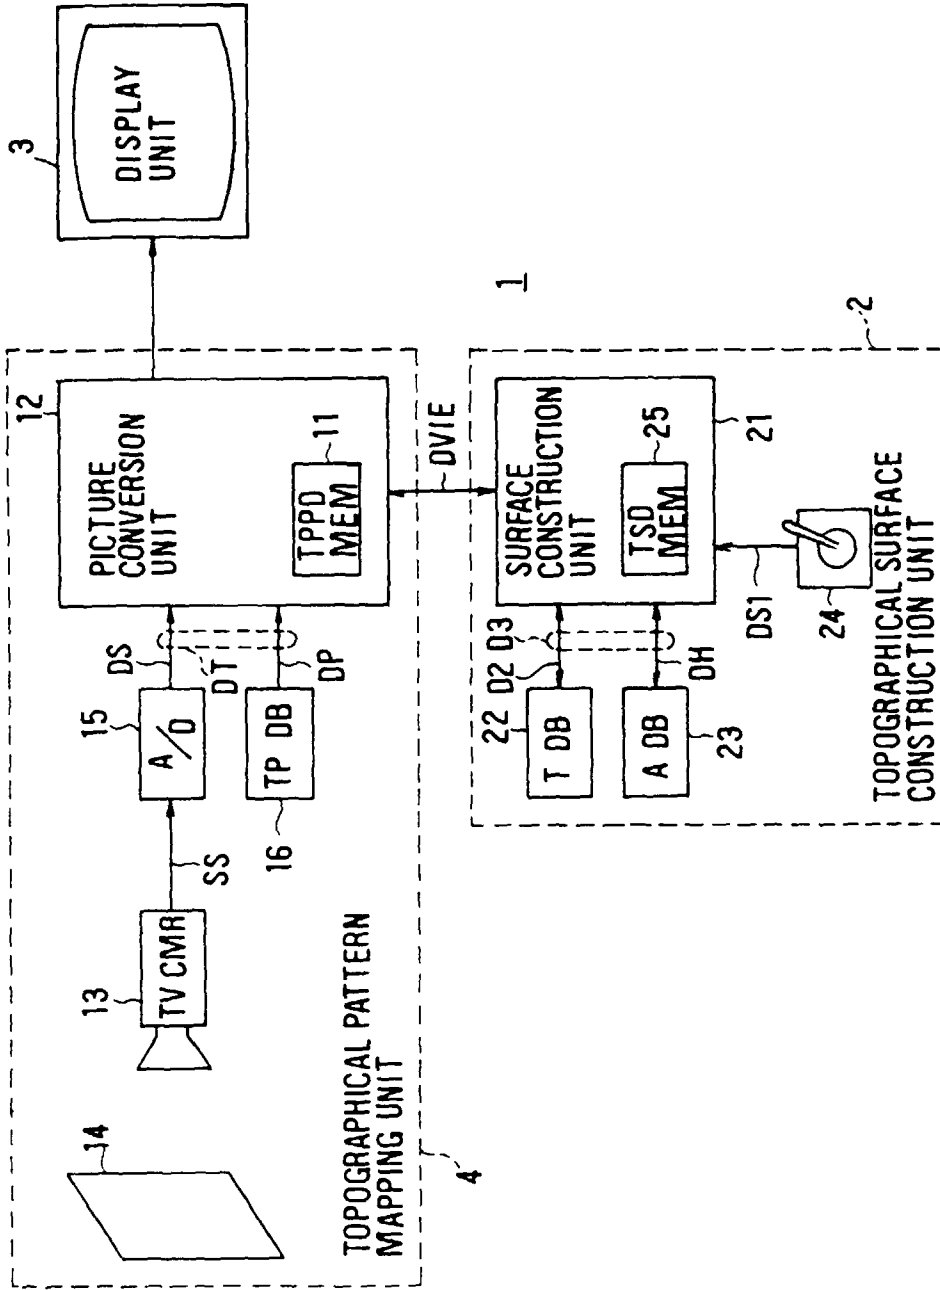 3
DISPLAY
UNIT
12
PICTURE
CONVERSION
UNIT
11
TPPD
MEM
DS
DT
DP
15
A/D
TP DB
16
SS
13
TV CMR
14
TOPOGRAPHICAL PATTERN
MAPPING UNIT
4
1
DVIE
2
SURFACE
CONSTRUCTION
UNIT
25
TSD
MEM
21
D2
D3
DH
22
T DB
A DB
23
DS1
24
TOPOGRAPHICAL SURFACE
CONSTRUCTION UNIT